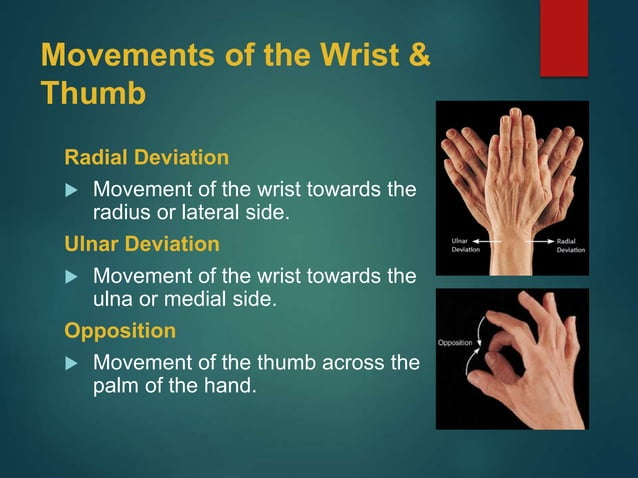 Movements of the Wrist &
Thumb
Radial Deviation
Movement of the wrist towards the
radius or lateral side.
Ulnar Deviation
Movement of the wrist towards the
ulna or medial side.
Opposition
Movement of the thumb across the
palm of the hand.
Ulnar
Deviation
Radial
Deviation
Opposition